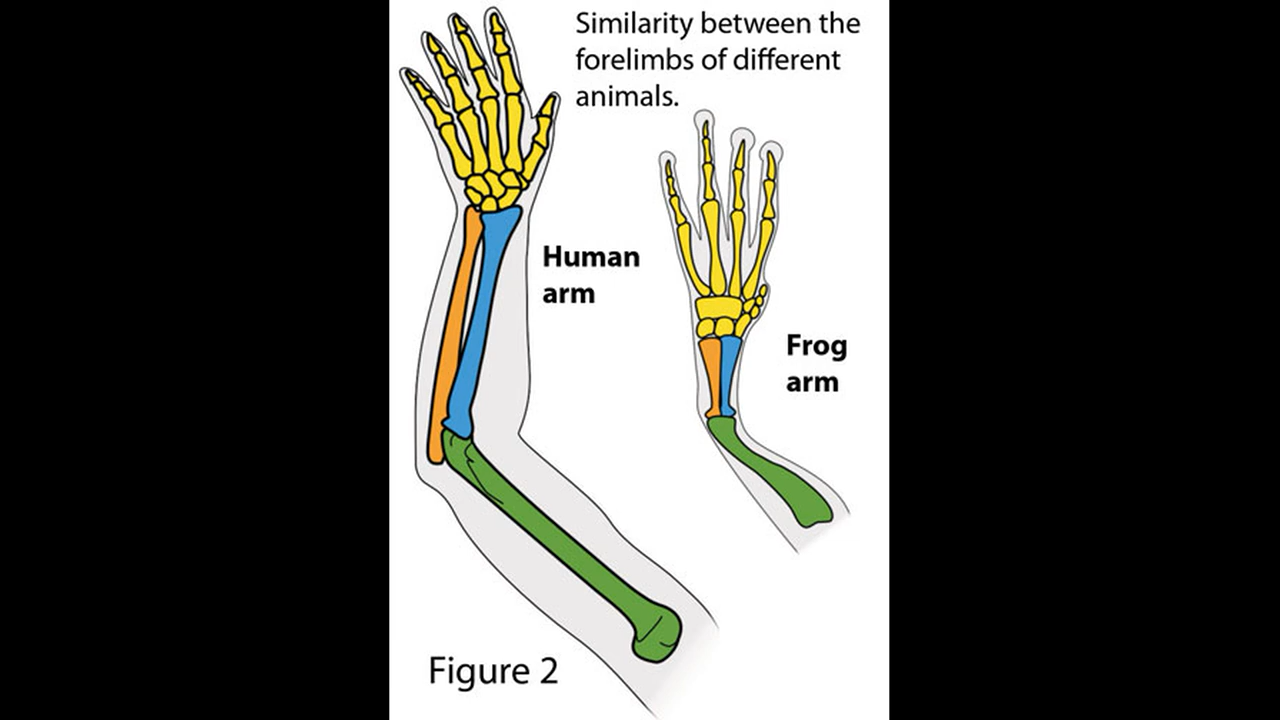 Similarity between the
forelimbs of different
animals.
Human
arm
Frog
arm
Figure 2